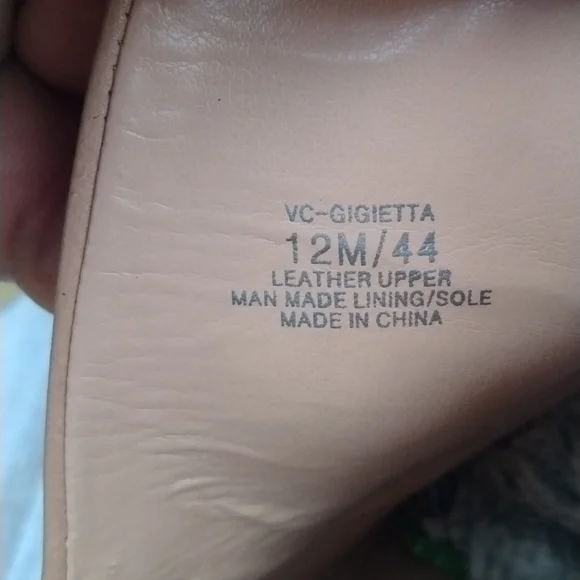 VC-GIGIETTA
12M/44
LEATHER UPPER
MAN MADE LINING/SOLE
MADE IN CHINA